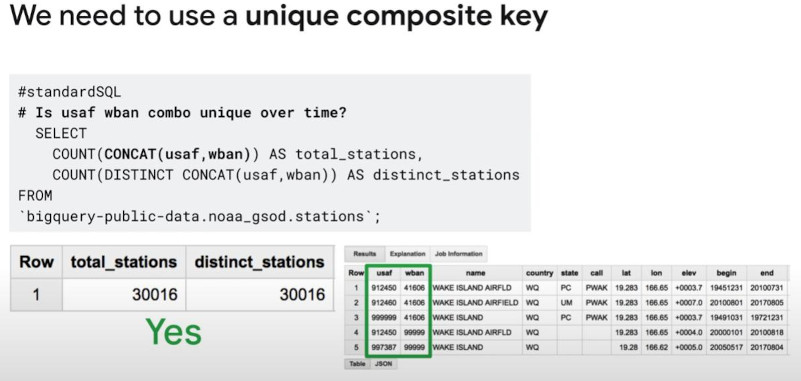 We need to use a unique composite key
#standardSQL
# Is usaf wban combo unique over time?
SELECT
COUNT(CONCAT(usaf,wban)) AS total_stations,
COUNT(DISTINCT CONCAT(usaf,wban)) AS distinct_stations
FROM
`bigquery-public-data.noaa_gsod.stations`;
Row total_stations distinct_stations
1 30016 30016
Yes
Results Explanation Job Information
Row usaf wban name country state call lat lon elev begin end
1 912450 41606 WAKE ISLAND AIRFLD WQ PC PWAK 19.283 166.65 +0003.7 19451231 20100731
2 912460 41606 WAKE ISLAND AIRFIELD WQ UM PWAK 19.283 166.65 +0007.0 20100801 20170805
3 999999 41606 WAKE ISLAND WQ PC PWAK 19.283 166.65 +0003.7 19491031 19721231
4 912450 99999 WAKE ISLAND AIRFLD WQ 19.283 166.65 +0004.0 20000101 20100818
5 997387 99999 WAKE ISLAND WQ 19.28 166.62 +0005.0 20050517 20170804
Table JSON